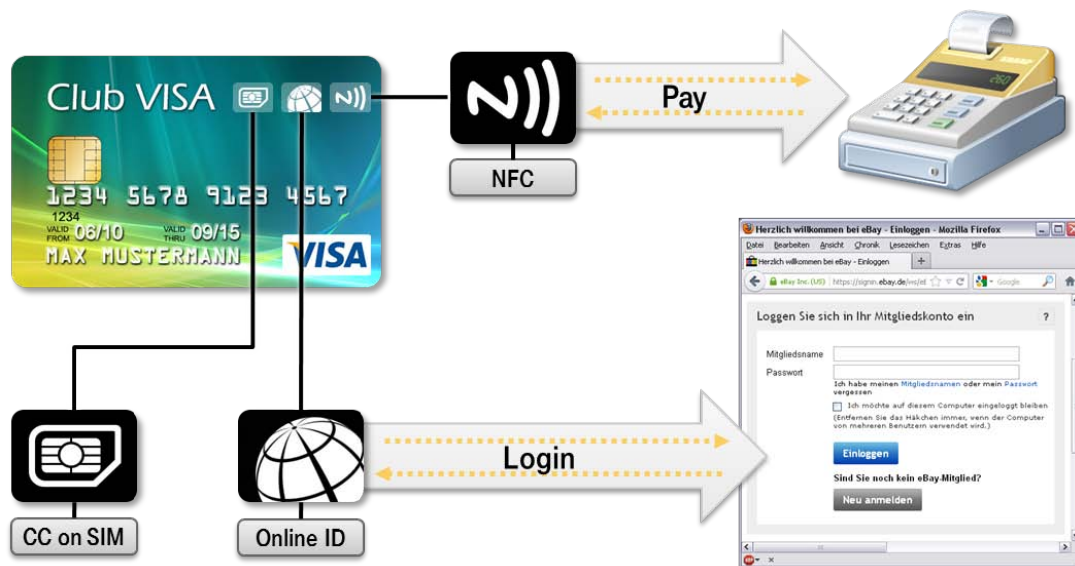 Club VISA
1234 5678 9123 4567
1234
VALID FROM 06/10 VALID THRU 09/15
MAX MUSTERMANN
VISA
NFC
Pay
260
CC on SIM
Online ID
Login
Herzlich willkommen bei eBay - Einloggen - Mozilla Firefox
Datei Bearbeiten Ansicht Chronik Lesezeichen Extras Hilfe
Herzlich willkommen bei eBay - Einloggen
eBay Inc. (US) https://signin.ebay.de/ws/eI Google
Loggen Sie sich in Ihr Mitgliedskonto ein ?
Mitgliedsname
Passwort
Ich habe meinen Mitgliedsnamen oder mein Passwort
vergessen
Ich möchte auf diesem Computer eingeloggt bleiben
(Entfernen Sie das Häkchen immer, wenn der Computer
von mehreren Benutzern verwendet wird.)
Einloggen
Sind Sie noch kein eBay-Mitglied?
Neu anmelden